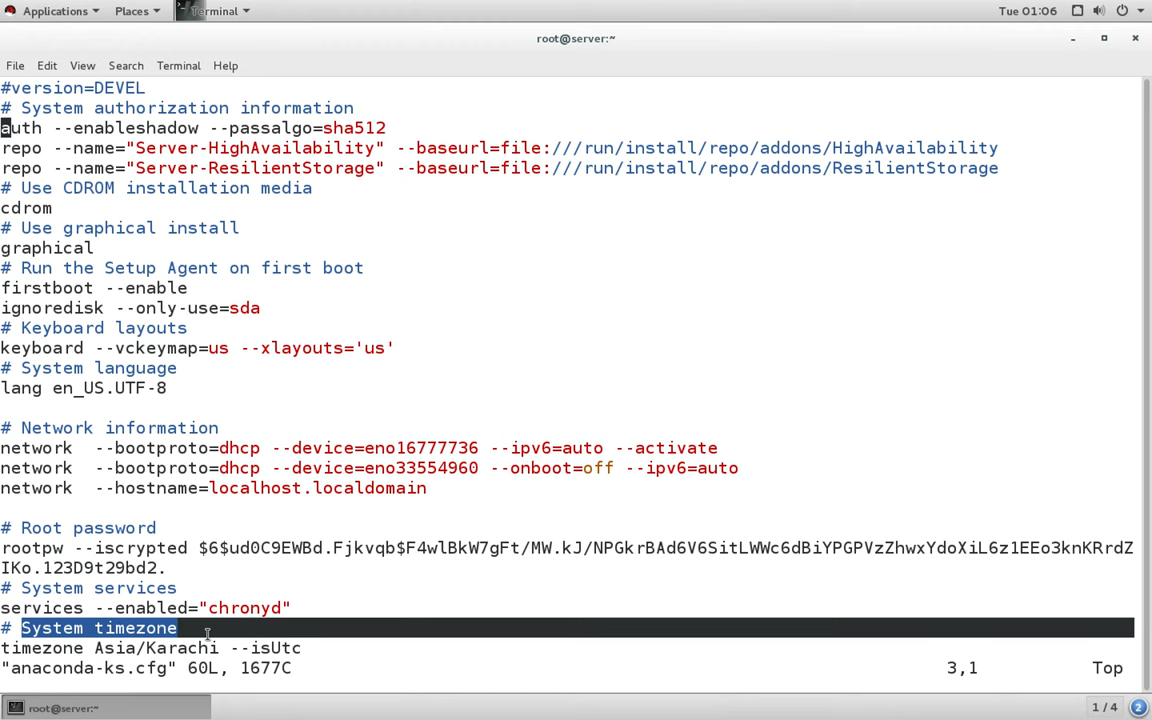 Applications Places Terminal Tue 01:06
root@server:~
File Edit View Search Terminal Help
#version=DEVEL
# System authorization information
auth --enableshadow --passalgo=sha512
repo --name="Server-HighAvailability" --baseurl=file:///run/install/repo/addons/HighAvailability
repo --name="Server-ResilientStorage" --baseurl=file:///run/install/repo/addons/ResilientStorage
# Use CDROM installation media
cdrom
# Use graphical install
graphical
# Run the Setup Agent on first boot
firstboot --enable
ignoredisk --only-use=sda
# Keyboard layouts
keyboard --vckeymap=us --xlayouts='us'
# System language
lang en_US.UTF-8
# Network information
network  --bootproto=dhcp --device=eno16777736 --ipv6=auto --activate
network  --bootproto=dhcp --device=eno33554960 --onboot=off --ipv6=auto
network  --hostname=localhost.localdomain
# Root password
rootpw --iscrypted $6$ud0C9EWBd.Fjkvqb$F4wlBkW7gFt/MW.kJ/NPGkrBAd6V6SitLWWc6dBiYPGPVzZhwxYdoXiL6z1EEo3knKRrdZ
IKo.123D9t29bd2.
# System services
services --enabled="chronyd"
# System timezone
timezone Asia/Karachi --isUtc
"anaconda-ks.cfg" 60L, 1677C 3,1 Top
root@server:~ 1 / 4 2